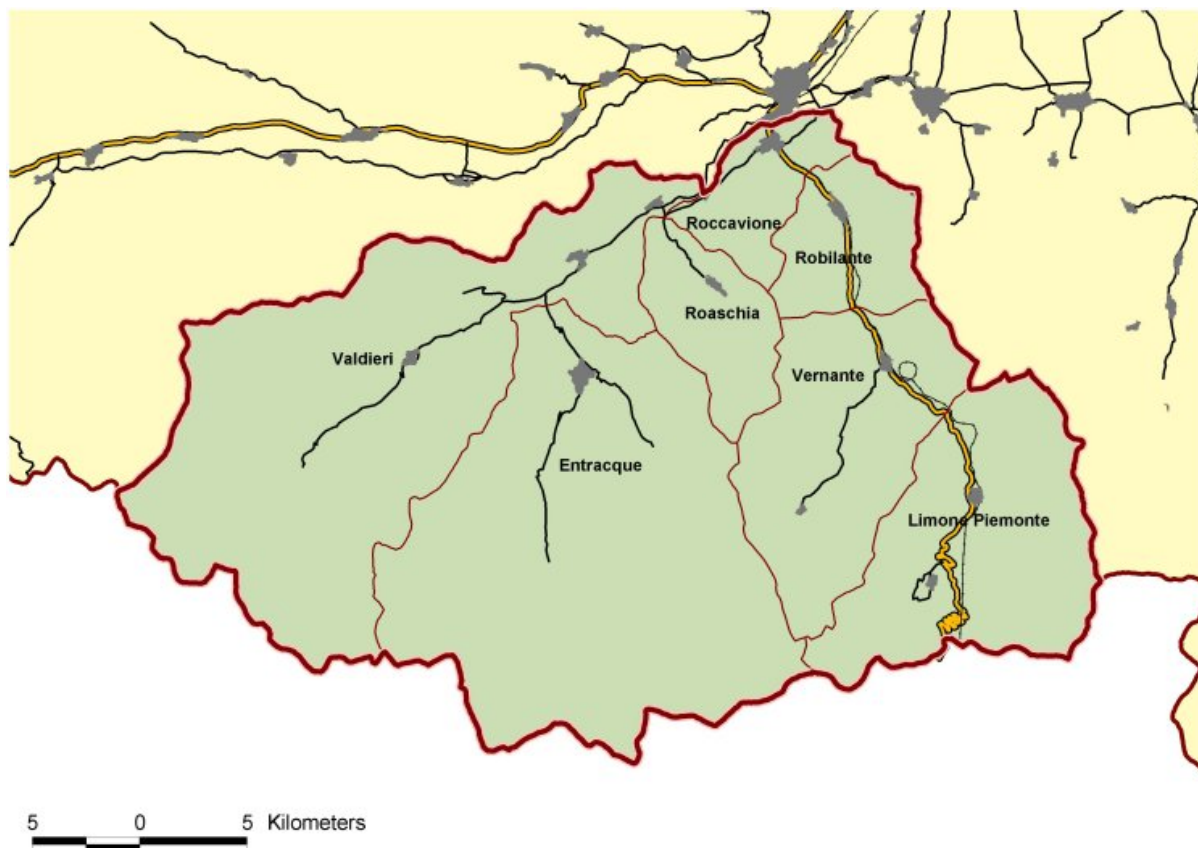 Roccavione
Robilante
Roaschia
Valdieri
Vernante
Entracque
Limone Piemonte
5 0 5 Kilometers